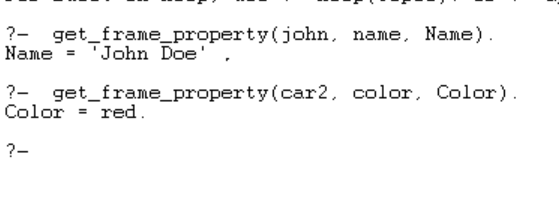 ?-  get_frame_property(john, name, Name).
Name = 'John Doe' .
?-  get_frame_property(car2, color, Color).
Color = red.
?-